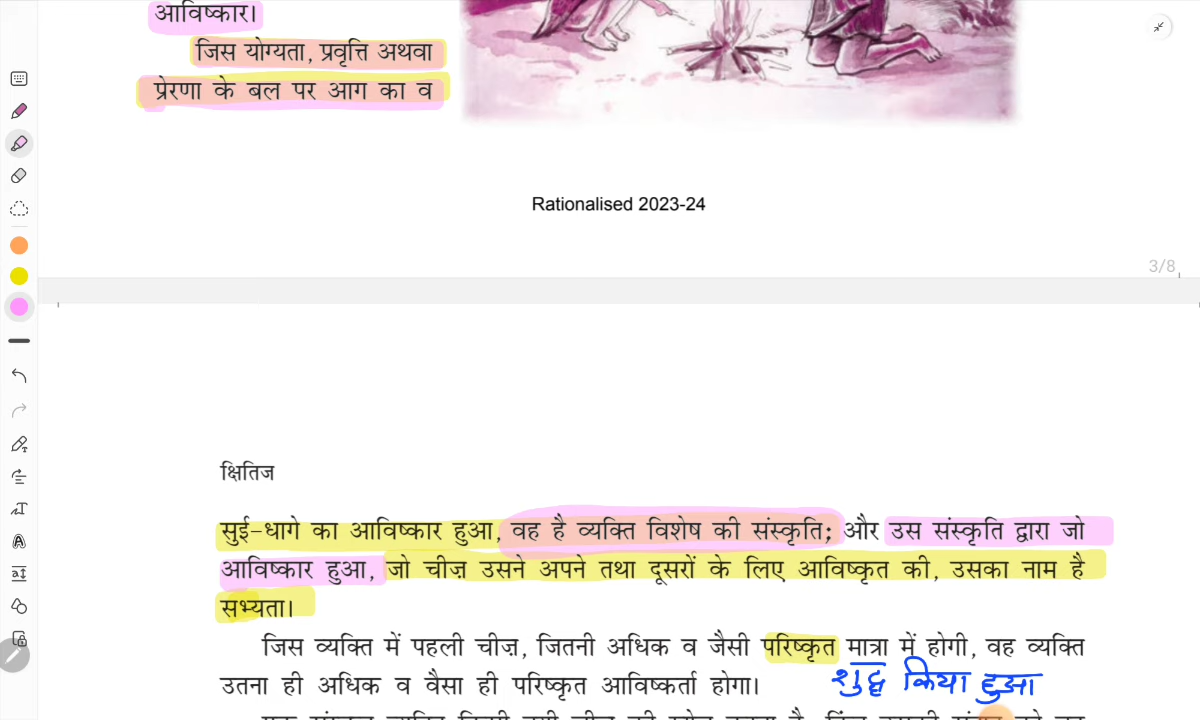 आविष्कार।
जिस योग्यता, प्रवृत्ति अथवा
प्रेरणा के बल पर आग का व
Rationalised 2023-24
3/8
क्षितिज
सुई-धागे का आविष्कार हुआ, वह है व्यक्ति विशेष की संस्कृति; और उस संस्कृति द्वारा जो
आविष्कार हुआ, जो चीज़ उसने अपने तथा दूसरों के लिए आविष्कृत की, उसका नाम है
सभ्यता।
जिस व्यक्ति में पहली चीज़, जितनी अधिक व जैसी परिष्कृत मात्रा में होगी, वह व्यक्ति
उतना ही अधिक व वैसा ही परिष्कृत आविष्कर्ता होगा।
शुद्ध किया हुआ